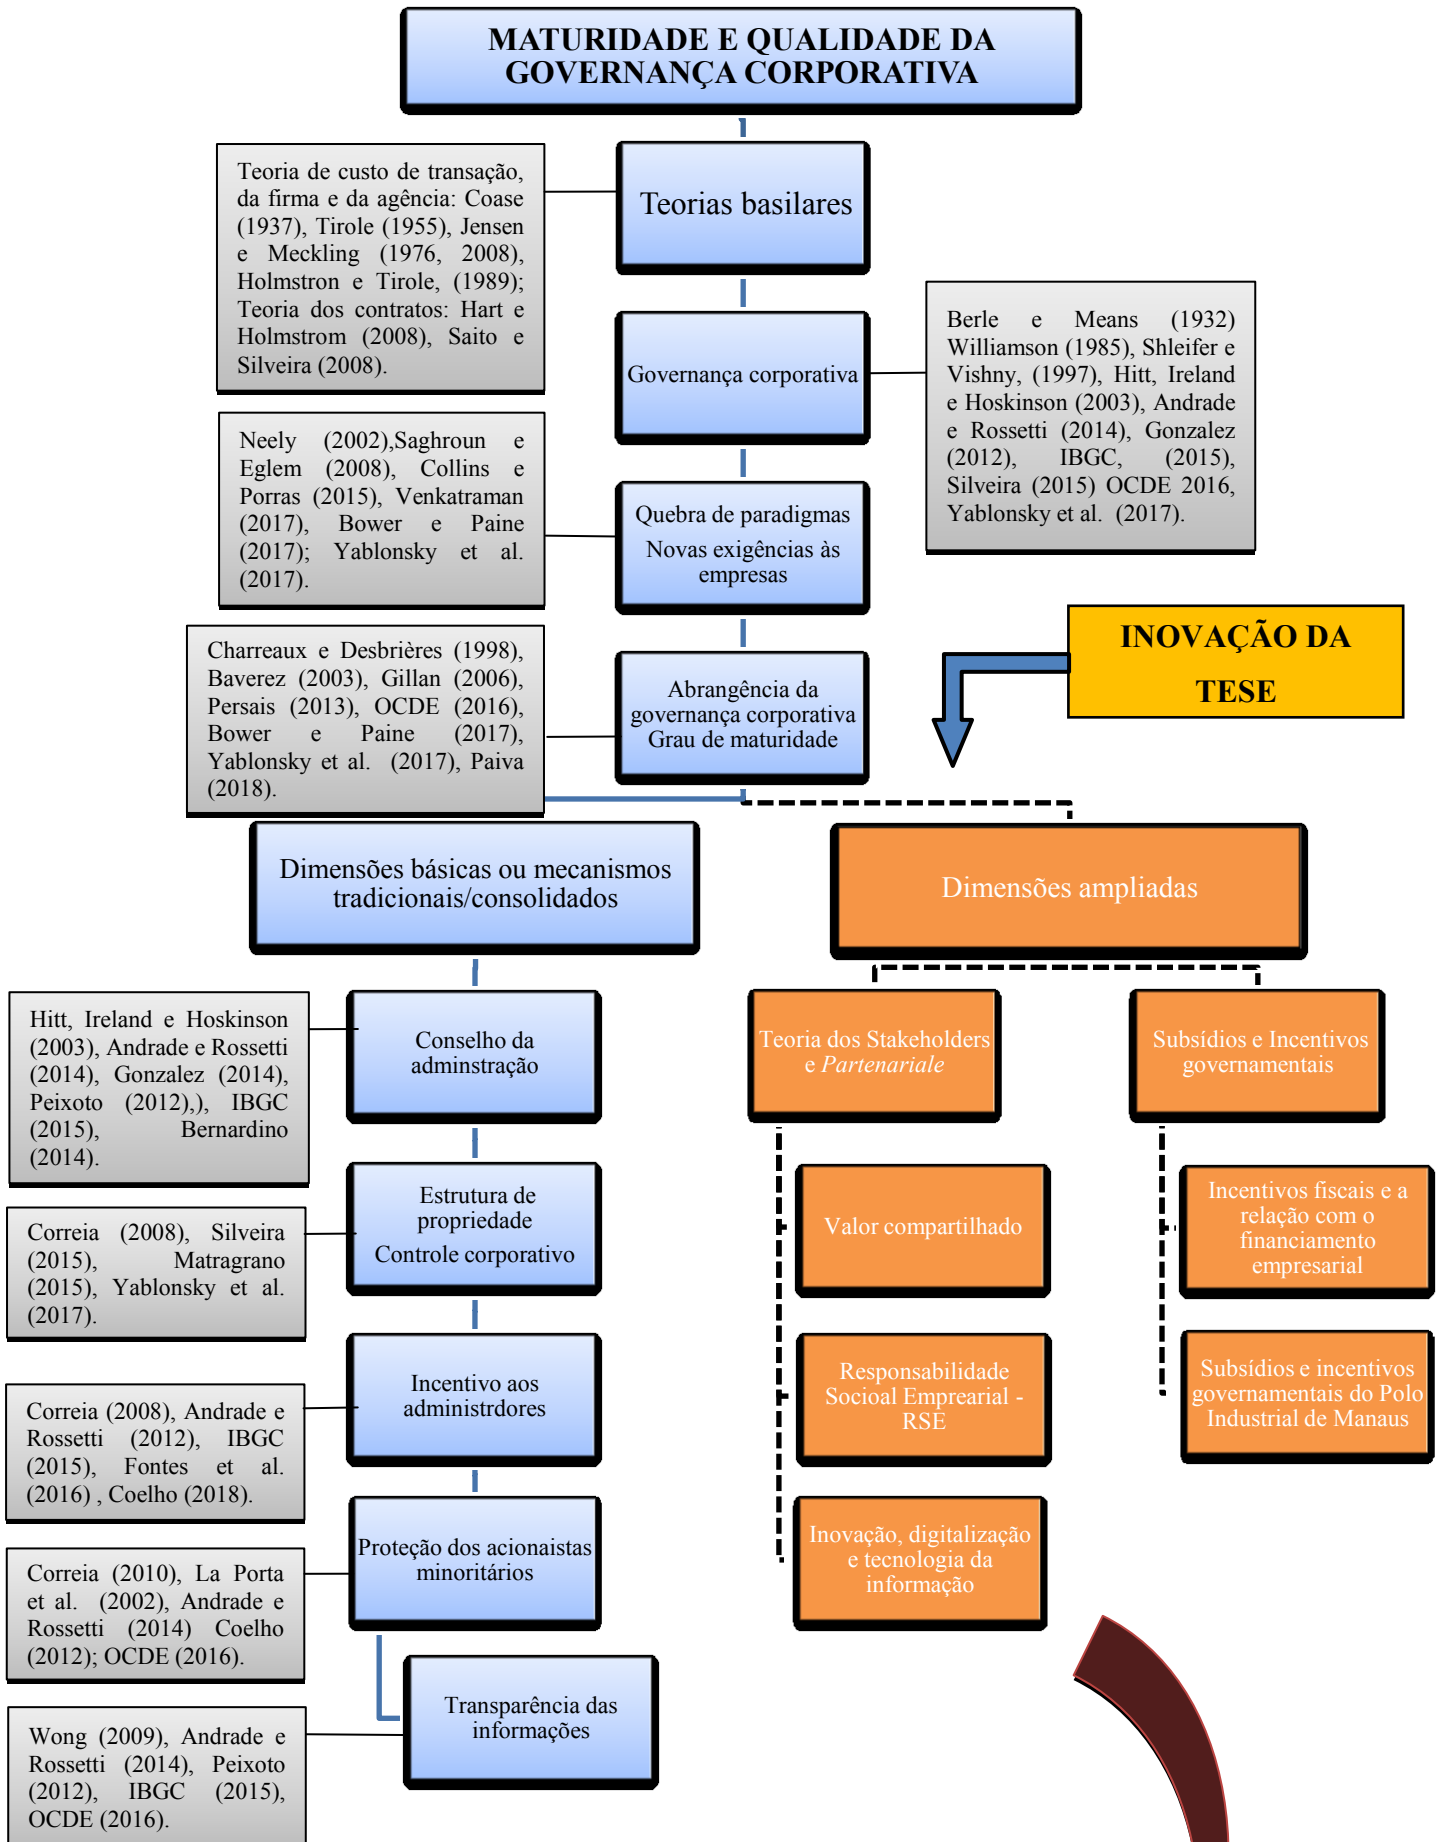 MATURIDADE E QUALIDADE DA
GOVERNANÇA CORPORATIVA
Teoria de custo de transação,
da firma e da agência: Coase
(1937), Tirole (1955), Jensen
e Meckling (1976, 2008),
Holmstron e Tirole, (1989);
Teoria dos contratos: Hart e
Holmstrom (2008), Saito e
Silveira (2008).
Teorias basilares
Governança corporativa
Berle e Means (1932)
Williamson (1985), Shleifer e
Vishny, (1997), Hitt, Ireland
e Hoskinson (2003), Andrade
e Rossetti (2014), Gonzalez
(2012), IBGC, (2015),
Silveira (2015) OCDE 2016,
Yablonsky et al. (2017).
Neely (2002),Saghroun e
Eglem (2008), Collins e
Porras (2015), Venkatraman
(2017), Bower e Paine
(2017); Yablonsky et al.
(2017).
Quebra de paradigmas
Novas exigências às
empresas
INOVAÇÃO DA
TESE
Charreaux e Desbrières (1998),
Baverez (2003), Gillan (2006),
Persais (2013), OCDE (2016),
Bower e Paine (2017),
Yablonsky et al. (2017), Paiva
(2018).
Abrangência da
governança corporativa
Grau de maturidade
Dimensões básicas ou mecanismos
tradicionais/consolidados
Dimensões ampliadas
Hitt, Ireland e Hoskinson
(2003), Andrade e Rossetti
(2014), Gonzalez (2014),
Peixoto (2012),), IBGC
(2015), Bernardino
(2014).
Conselho da
adminstração
Teoria dos Stakeholders
e Partenariale
Subsídios e Incentivos
governamentais
Correia (2008), Silveira
(2015), Matragrano
(2015), Yablonsky et al.
(2017).
Estrutura de
propriedade
Controle corporativo
Valor compartilhado
Incentivos fiscais e a
relação com o
financiamento
empresarial
Correia (2008), Andrade e
Rossetti (2012), IBGC
(2015), Fontes et al.
(2016) , Coelho (2018).
Incentivo aos
administrdores
Responsabilidade
Socioal Emprearial -
RSE
Subsídios e incentivos
governamentais do Polo
Industrial de Manaus
Correia (2010), La Porta
et al. (2002), Andrade e
Rossetti (2014) Coelho
(2012); OCDE (2016).
Proteção dos acionaistas
minoritários
Inovação, digitalização
e tecnologia da
informação
Wong (2009), Andrade e
Rossetti (2014), Peixoto
(2012), IBGC (2015),
OCDE (2016).
Transparência das
informações